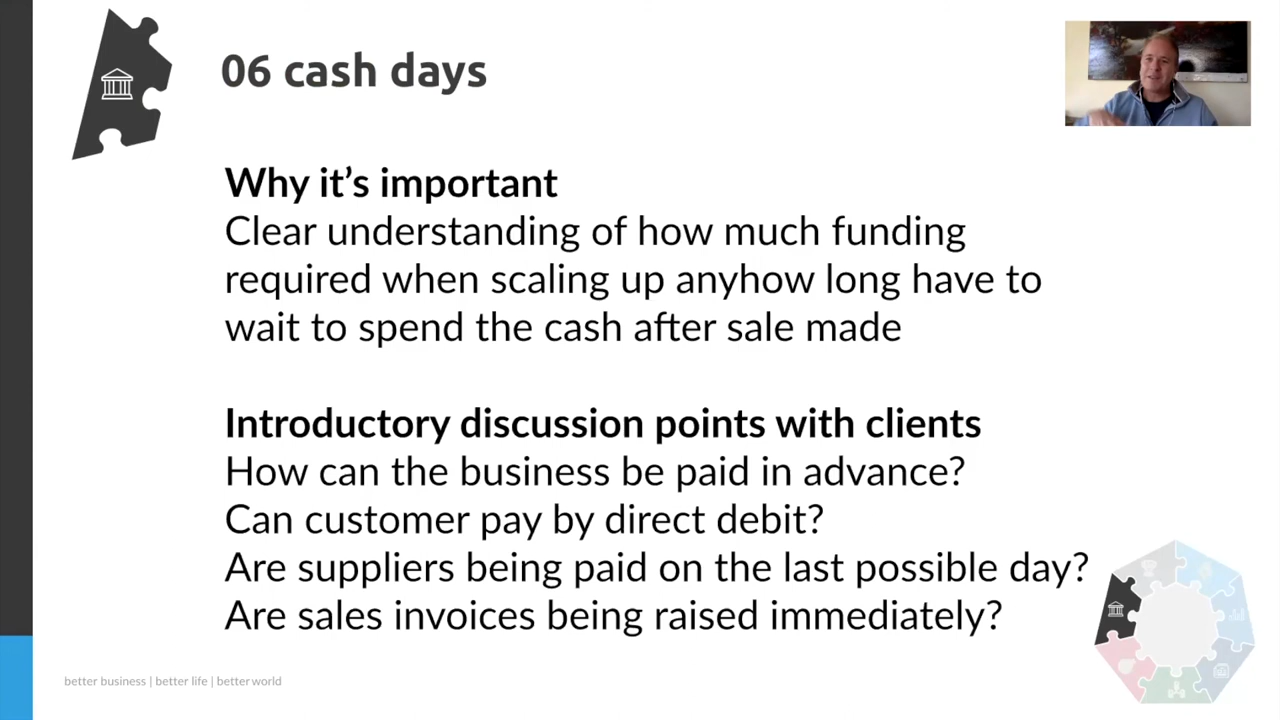 06 cash days
Why it’s important
Clear understanding of how much funding
required when scaling up anyhow long have to
wait to spend the cash after sale made
Introductory discussion points with clients
How can the business be paid in advance?
Can customer pay by direct debit?
Are suppliers being paid on the last possible day?
Are sales invoices being raised immediately?
better business | better life | better world